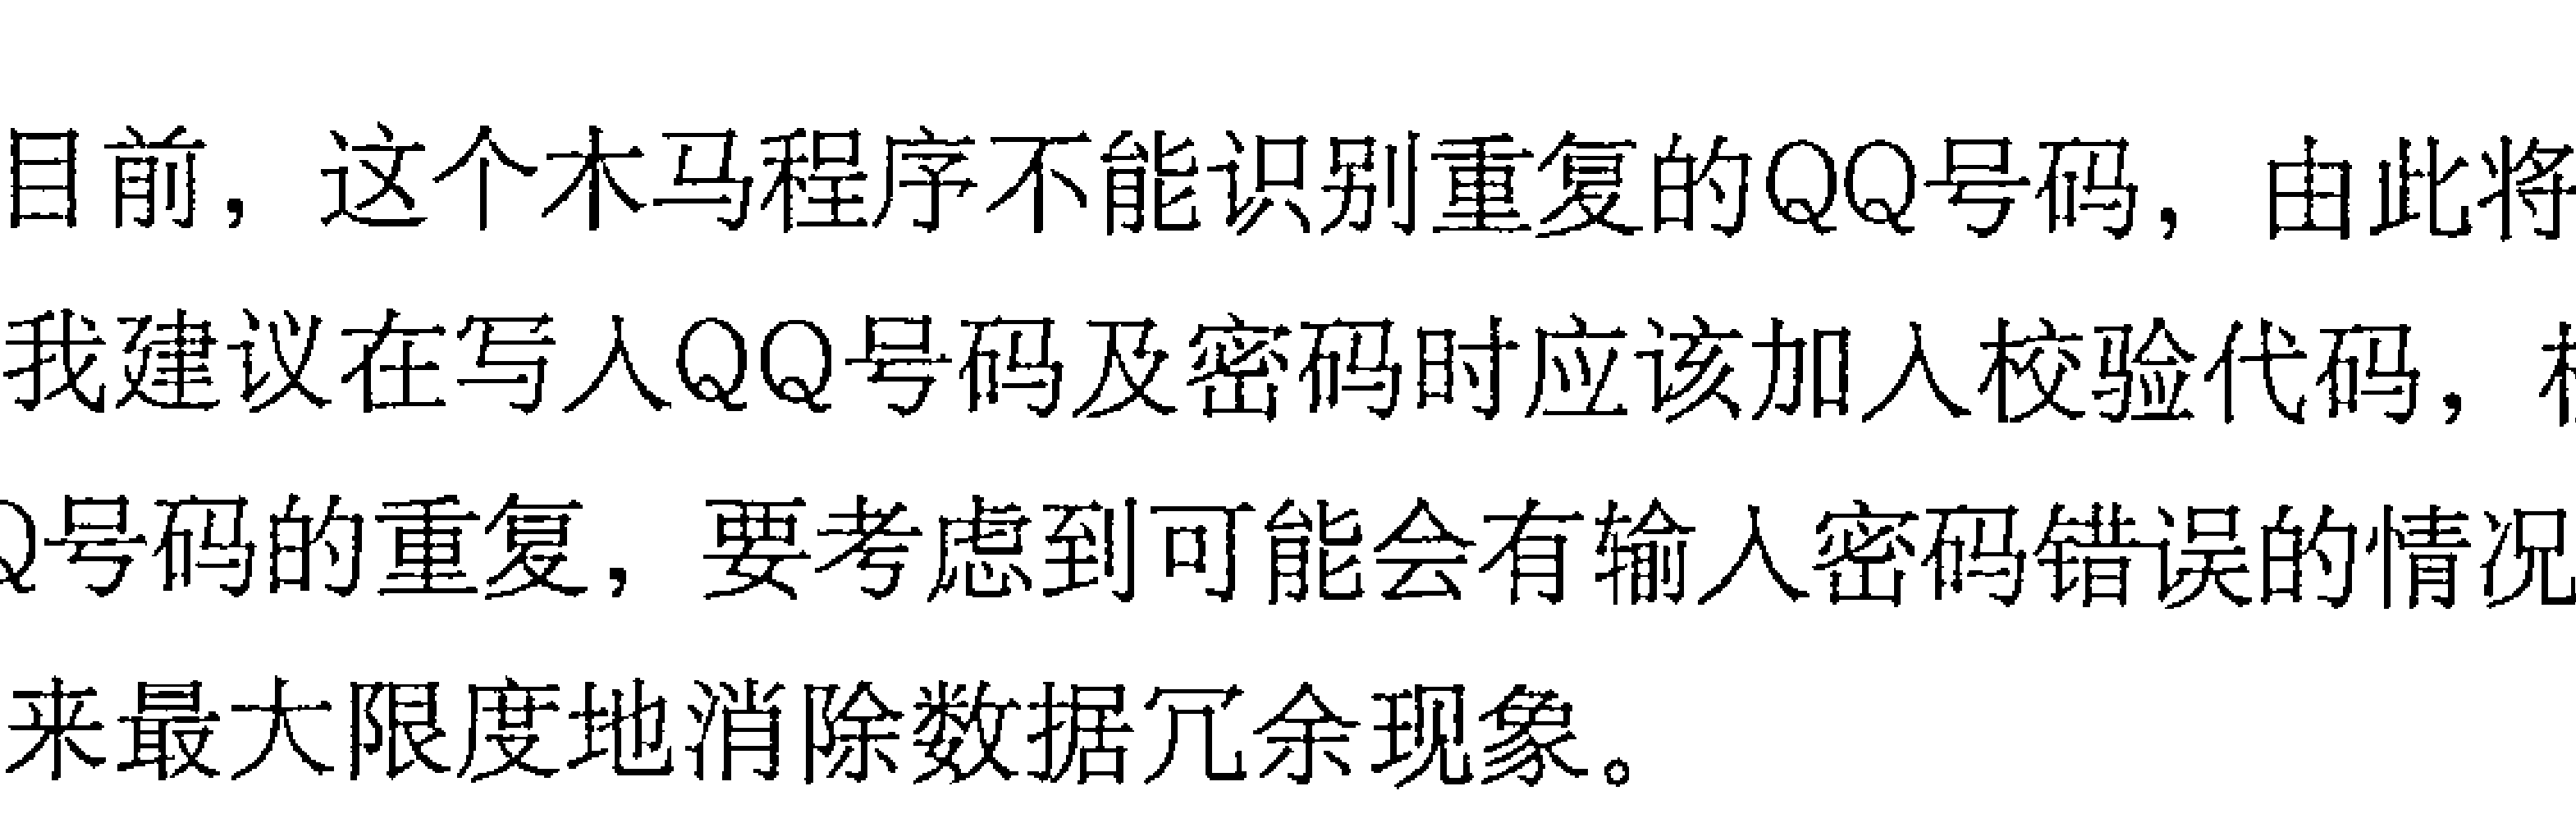 目前，这个木马程序不能识别重复的QQ号码，由此将
我建议在写入QQ号码及密码时应该加入校验代码，
Q号码的重复，要考虑到可能会有输入密码错误的情况
来最大限度地消除数据冗余现象。